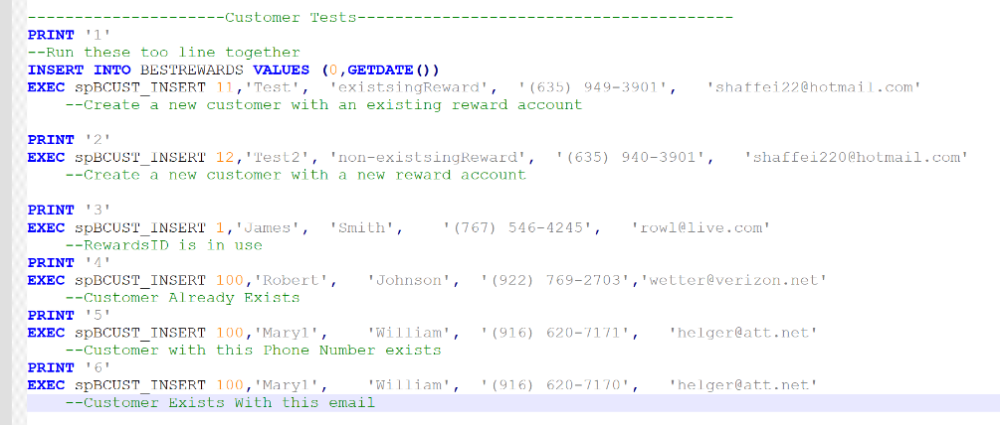 ---------------------Customer Tests----------------------------------------
PRINT '1'
--Run these too line together
INSERT INTO BESTREWARDS VALUES (0,GETDATE())
EXEC spBCUST_INSERT 11,'Test', 'existsingReward', '(635) 949-3901', 'shaffei22@hotmail.com'
--Create a new customer with an existing reward account
PRINT '2'
EXEC spBCUST_INSERT 12,'Test2', 'non-existsingReward', '(635) 940-3901', 'shaffei220@hotmail.com'
--Create a new customer with a new reward account
PRINT '3'
EXEC spBCUST_INSERT 1,'James', 'Smith', '(767) 546-4245', 'rowl@live.com'
--RewardsID is in use
PRINT '4'
EXEC spBCUST_INSERT 100,'Robert', 'Johnson', '(922) 769-2703','wetter@verizon.net'
--Customer Already Exists
PRINT '5'
EXEC spBCUST_INSERT 100,'Maryl', 'William', '(916) 620-7171', 'helger@att.net'
--Customer with this Phone Number exists
PRINT '6'
EXEC spBCUST_INSERT 100,'Maryl', 'William', '(916) 620-7170', 'helger@att.net'
--Customer Exists With this email